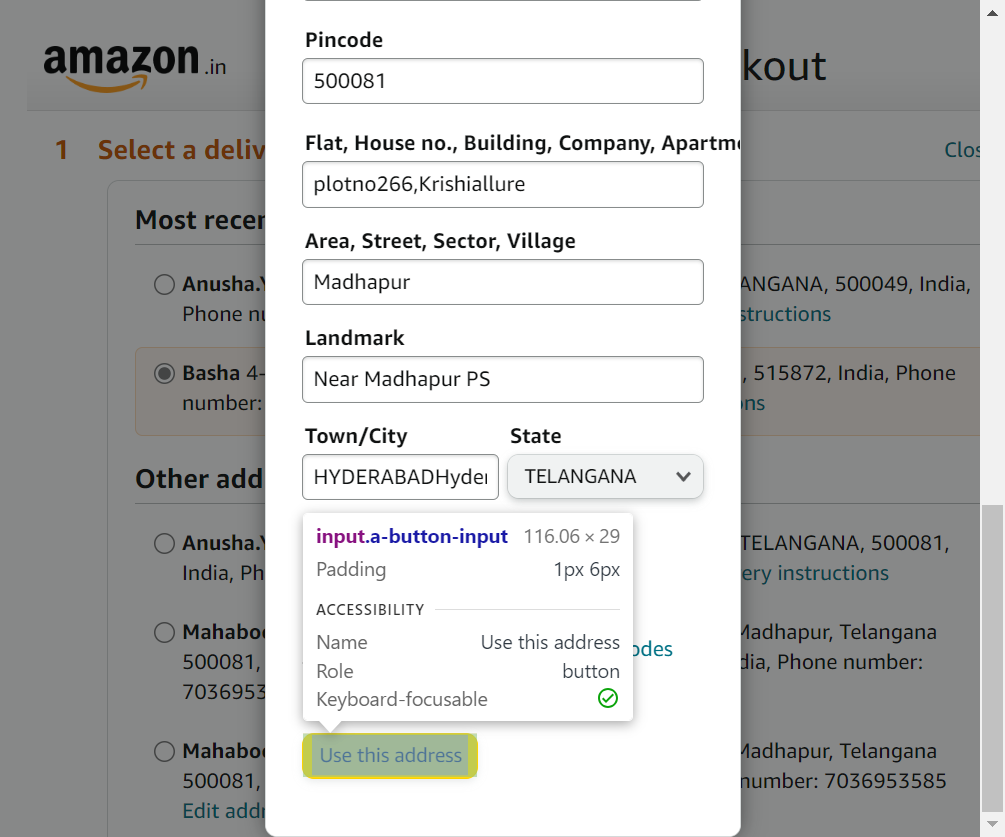 amazon.in
kout
Pincode
500081
1 Select a deliv
Clos
Flat, House no., Building, Company, Apartme
plotno266,Krishiallure
Most recen
Area, Street, Sector, Village
Madhapur
Anusha.Y
ANGANA, 500049, India,
Phone nu
structions
Landmark
Near Madhapur PS
Basha 4-
, 515872, India, Phone
number:
ons
Town/City State
HYDERABADHyder TELANGANA
Other add
input.a-button-input 116.06 × 29
Padding 1px 6px
ACCESSIBILITY
Name Use this address
Role button
Keyboard-focusable
Anusha.Y
TELANGANA, 500081,
India, Ph
ery instructions
Mahaboo
Madhapur, Telangana
500081,
dia, Phone number:
7036953
odes
Use this address
Mahaboo
Madhapur, Telangana
500081,
number: 7036953585
Edit addr